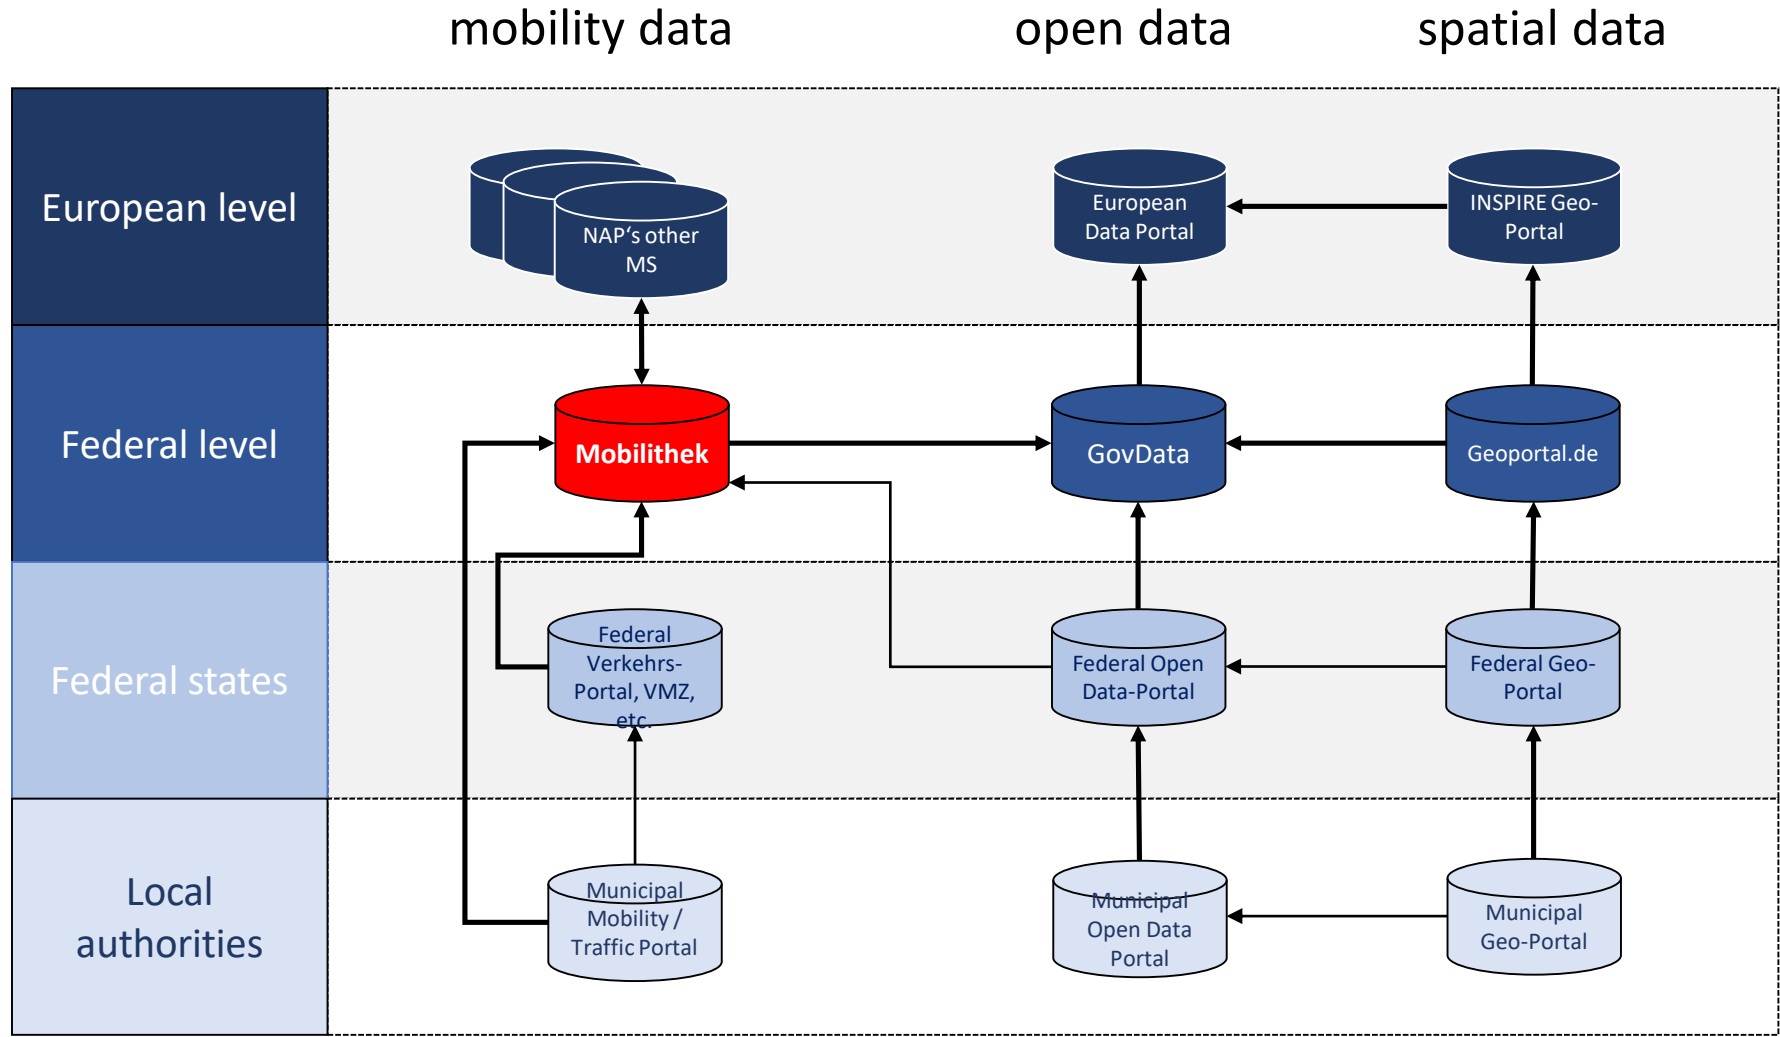 mobility data
open data
spatial data
European level
NAP‘s other
MS
European
Data Portal
INSPIRE Geo-
Portal
Federal level
Mobilithek
GovData
Geoportal.de
Federal states
Federal
Verkehrs-
Portal, VMZ,
etc.
Federal Open
Data-Portal
Federal Geo-
Portal
Local
authorities
Municipal
Mobility /
Traffic Portal
Municipal
Open Data
Portal
Municipal
Geo-Portal